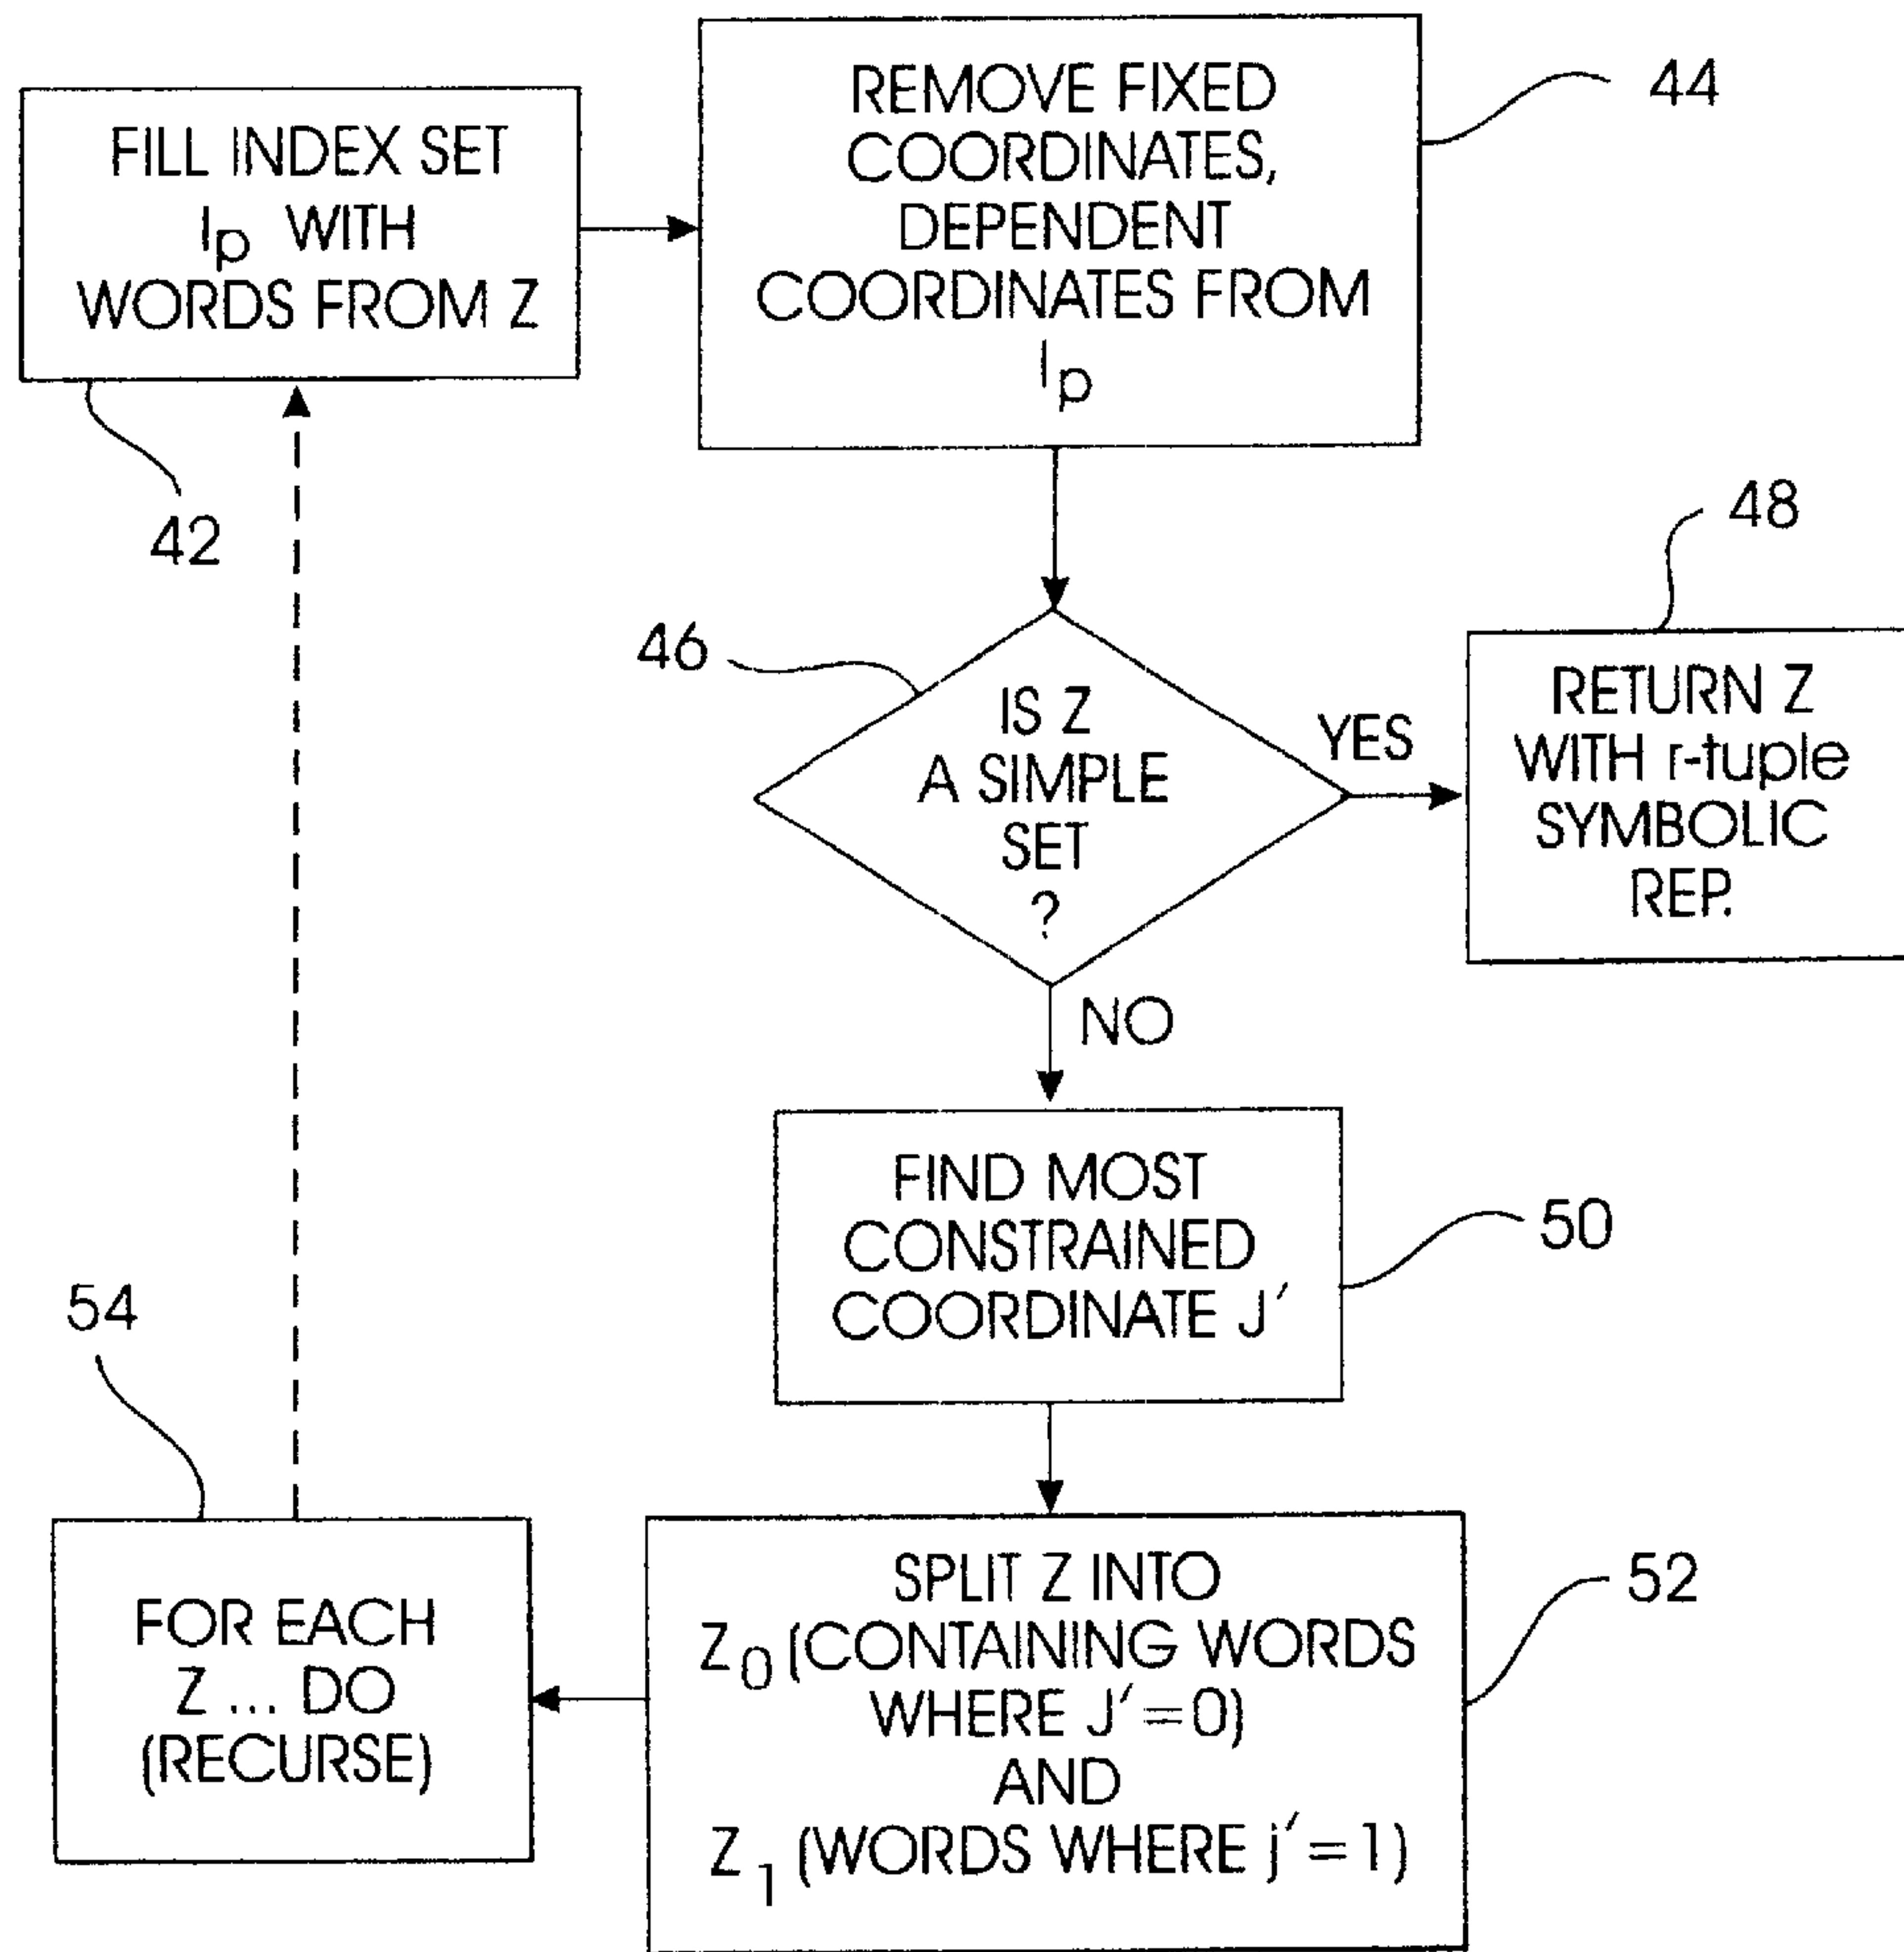 FILL INDEX SET
Ip WITH
WORDS FROM Z
42
REMOVE FIXED
COORDINATES,
DEPENDENT
COORDINATES FROM
Ip
44
46
IS Z
A SIMPLE
SET
?
YES
48
RETURN Z
WITH r-tuple
SYMBOLIC
REP.
NO
FIND MOST
CONSTRAINED
COORDINATE J′
50
SPLIT Z INTO
Z0 (CONTAINING WORDS
WHERE J′=0)
AND
Z1 (WORDS WHERE j′=1)
52
54
FOR EACH
Z ... DO
(RECURSE)